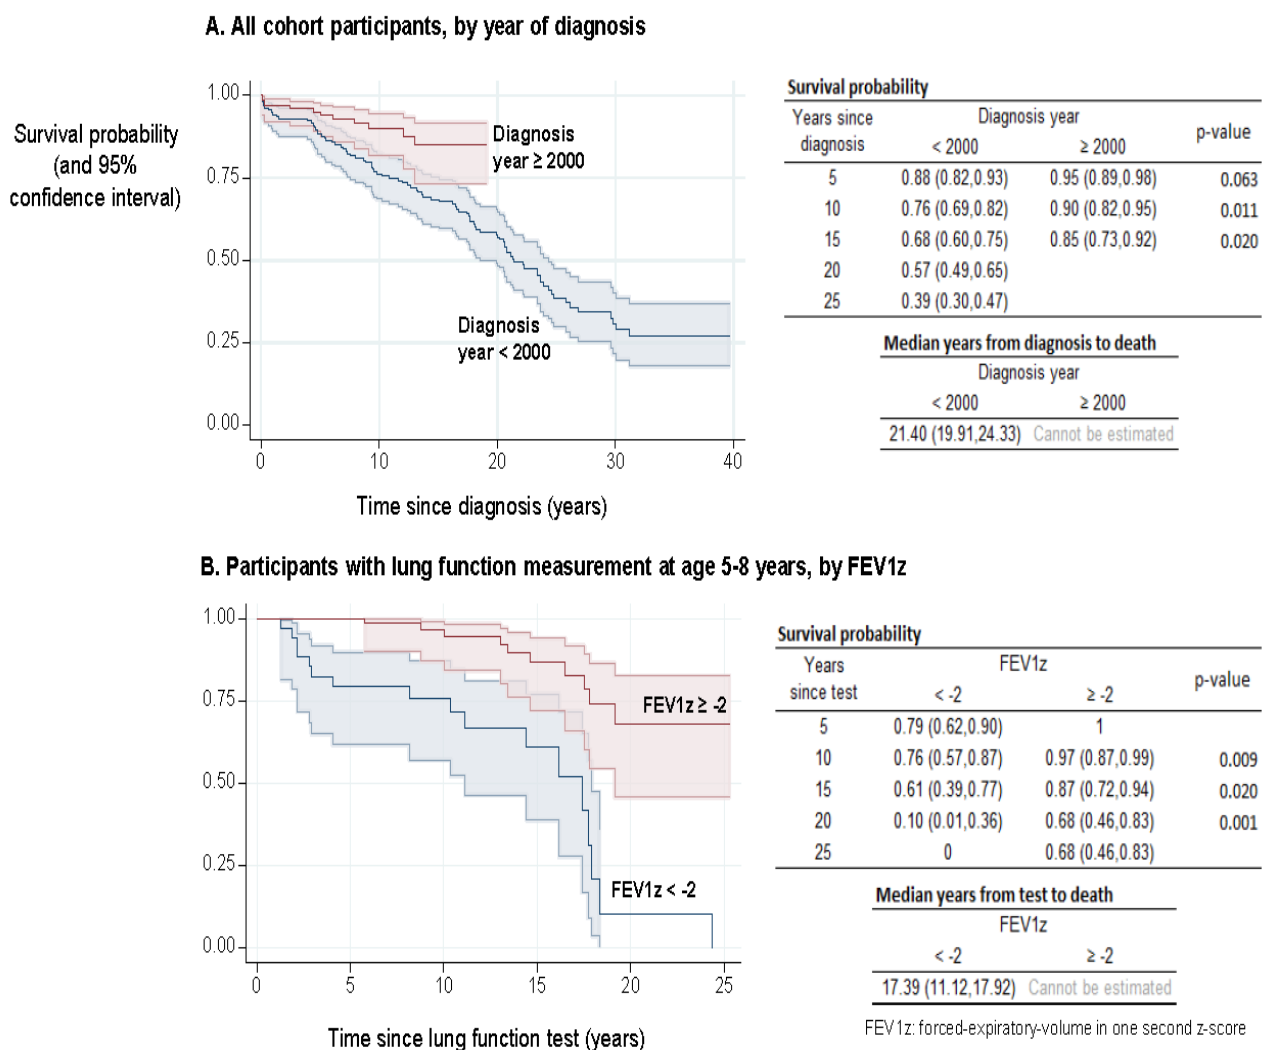 A. All cohort participants, by year of diagnosis
Survival probability
(and 95%
confidence interval)
1.00
0.75
0.50
0.25
0.00
0 10 20 30 40
Time since diagnosis (years)
Diagnosis
year ≥ 2000
Diagnosis
year < 2000
Survival probability
Years since
diagnosis
Diagnosis year
< 2000 ≥ 2000
p-value
5 0.88 (0.82,0.93) 0.95 (0.89,0.98) 0.063
10 0.76 (0.69,0.82) 0.90 (0.82,0.95) 0.011
15 0.68 (0.60,0.75) 0.85 (0.73,0.92) 0.020
20 0.57 (0.49,0.65)
25 0.39 (0.30,0.47)
Median years from diagnosis to death
Diagnosis year
< 2000 ≥ 2000
21.40 (19.91,24.33) Cannot be estimated
B. Participants with lung function measurement at age 5-8 years, by FEV1z
1.00
0.75
0.50
0.25
0.00
0 5 10 15 20 25
Time since lung function test (years)
FEV1z ≥ -2
FEV1z < -2
Survival probability
Years
since test
FEV1z
< -2 ≥ -2
p-value
5 0.79 (0.62,0.90) 1
10 0.76 (0.57,0.87) 0.97 (0.87,0.99) 0.009
15 0.61 (0.39,0.77) 0.87 (0.72,0.94) 0.020
20 0.10 (0.01,0.36) 0.68 (0.46,0.83) 0.001
25 0 0.68 (0.46,0.83)
Median years from test to death
FEV1z
< -2 ≥ -2
17.39 (11.12,17.92) Cannot be estimated
FEV1z: forced-expiratory-volume in one second z-score